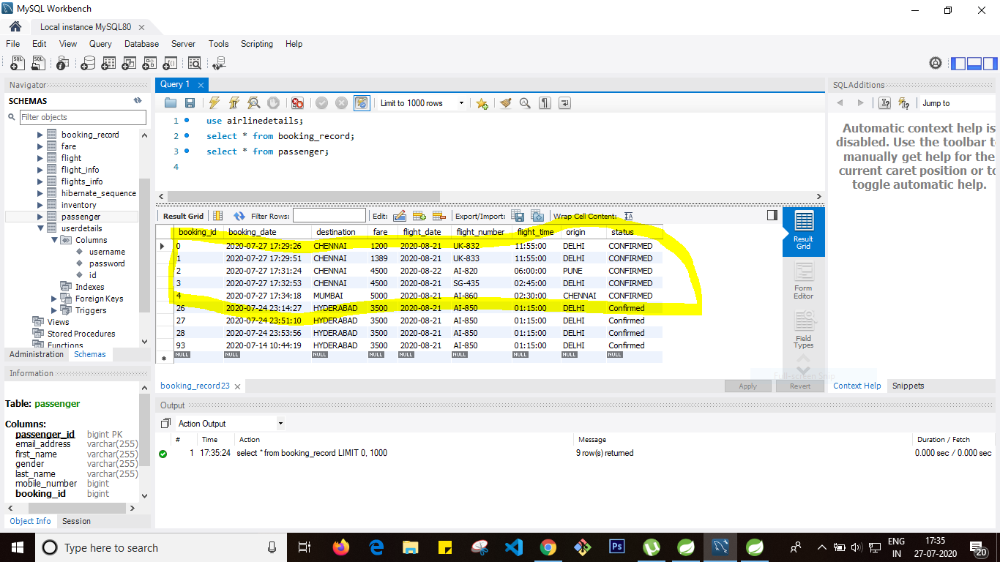 MySQL Workbench
Local instance MySQL80
File Edit View Query Database Server Tools Scripting Help
Navigator
SCHEMAS
Filter objects
booking_record
fare
flight
flight_info
flights_info
hibernate_sequence
inventory
passenger
userdetails
Columns
username
password
id
Indexes
Foreign Keys
Triggers
Views
Stored Procedures
Functions
Administration Schemas
Information
Table: passenger
Columns:
passenger_id bigint PK
email_address varchar(255)
first_name varchar(255)
gender varchar(255)
last_name varchar(255)
mobile_number bigint
booking_id bigint
Object Info Session
Query 1
Limit to 1000 rows
1 use airlinedetails;
2 select * from booking_record;
3 select * from passenger;
4
Result Grid Filter Rows: Edit: Export/Import: Wrap Cell Content:
booking_id booking_date destination fare flight_date flight_number flight_time origin status
0 2020-07-27 17:29:26 CHENNAI 1200 2020-08-21 UK-832 11:55:00 DELHI CONFIRMED
1 2020-07-27 17:29:51 CHENNAI 1389 2020-08-21 UK-833 11:55:00 DELHI CONFIRMED
2 2020-07-27 17:31:24 CHENNAI 4500 2020-08-22 AI-820 06:00:00 PUNE CONFIRMED
3 2020-07-27 17:32:53 CHENNAI 4500 2020-08-21 SG-435 02:45:00 DELHI CONFIRMED
4 2020-07-27 17:34:18 MUMBAI 5000 2020-08-21 AI-860 02:30:00 CHENNAI CONFIRMED
26 2020-07-24 23:14:27 HYDERABAD 3500 2020-08-21 AI-850 01:15:00 DELHI Confirmed
27 2020-07-24 23:51:10 HYDERABAD 3500 2020-08-21 AI-850 01:15:00 DELHI Confirmed
28 2020-07-24 23:53:50 HYDERABAD 3500 2020-08-21 AI-850 01:15:00 DELHI Confirmed
93 2020-07-14 10:44:19 HYDERABAD 3500 2020-08-21 AI-850 01:15:00 DELHI Confirmed
NULL NULL NULL NULL NULL NULL NULL NULL NULL
Result
Grid
Form
Editor
Field
Types
booking_record23
Apply Revert
Full-screen Snip
SQLAdditions
Jump to
Automatic context help is
disabled. Use the toolbar
manually get help for the
current caret position or to
toggle automatic help.
Context Help Snippets
Output
Action Output
# Time Action Message Duration / Fetch
1 17:35:24 select * from booking_record LIMIT 0, 1000 9 row(s) returned 0.000 sec / 0.000 sec
Type here to search
Ps
ENG
IN
17:35
27-07-2020
20